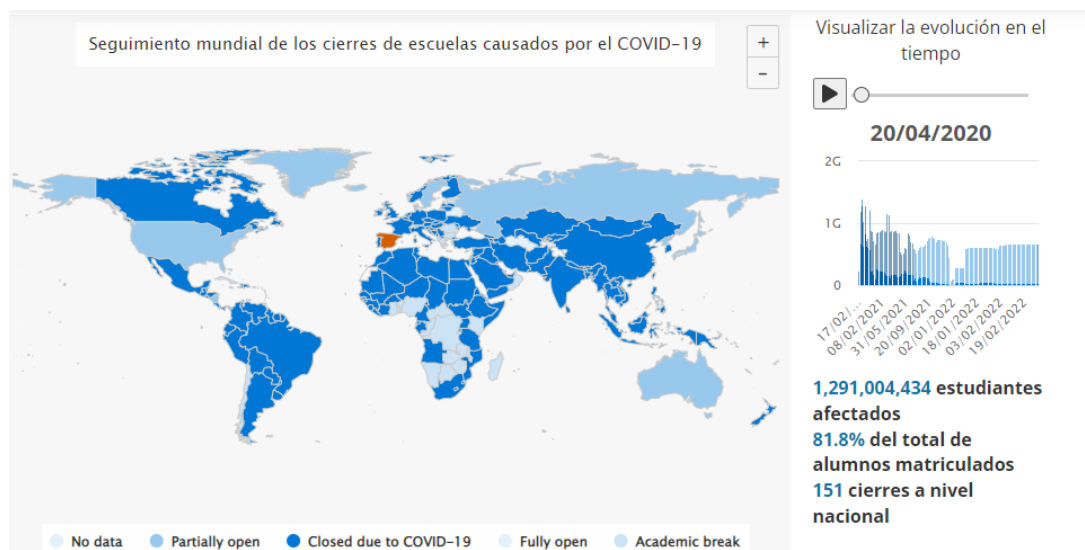 Seguimiento mundial de los cierres de escuelas causados por el COVID-19
+
-
No data
Partially open
Closed due to COVID-19
Fully open
Academic break
Visualizar la evolución en el
tiempo
20/04/2020
2G
1G
0
17/02/...
08/02/2021
31/05/2021
20/09/2021
02/01/2022
18/01/2022
03/02/2022
19/02/2022
1,291,004,434 estudiantes
afectados
81.8% del total de
alumnos matriculados
151 cierres a nivel
nacional